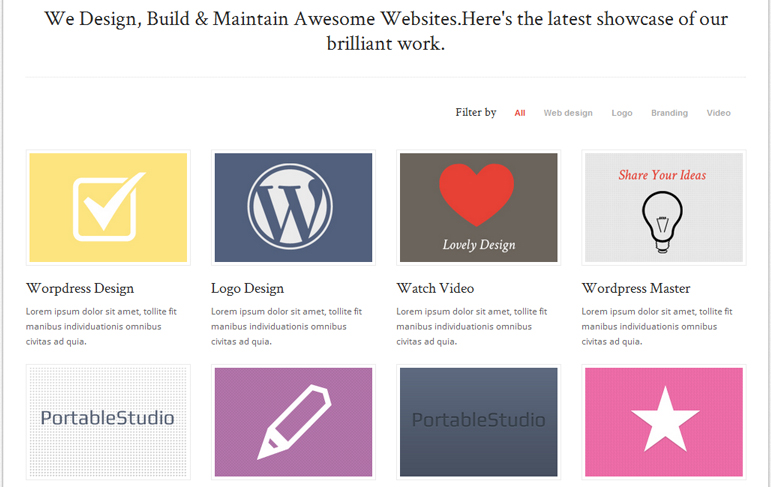 We Design, Build & Maintain Awesome Websites.Here's the latest showcase of our
brilliant work.
Filter by All Web design Logo Branding Video
Lovely Design
Share Your Ideas
Worpdress Design
Lorem ipsum dolor sit amet, tollite fit
manibus individuationis omnibus
civitas ad quia.
Logo Design
Lorem ipsum dolor sit amet, tollite fit
manibus individuationis omnibus
civitas ad quia.
Watch Video
Lorem ipsum dolor sit amet, tollite fit
manibus individuationis omnibus
civitas ad quia.
Wordpress Master
Lorem ipsum dolor sit amet, tollite fit
manibus individuationis omnibus
civitas ad quia.
PortableStudio
PortableStudio